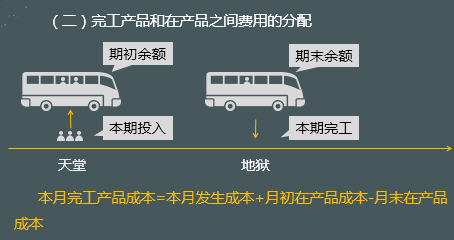 （二）完工产品和在产品之间费用的分配
期初余额
期末余额
本期投入
本期完工
天堂
地狱
本月完工产品成本=本月发生成本+月初在产品成本-月末在产品
成本